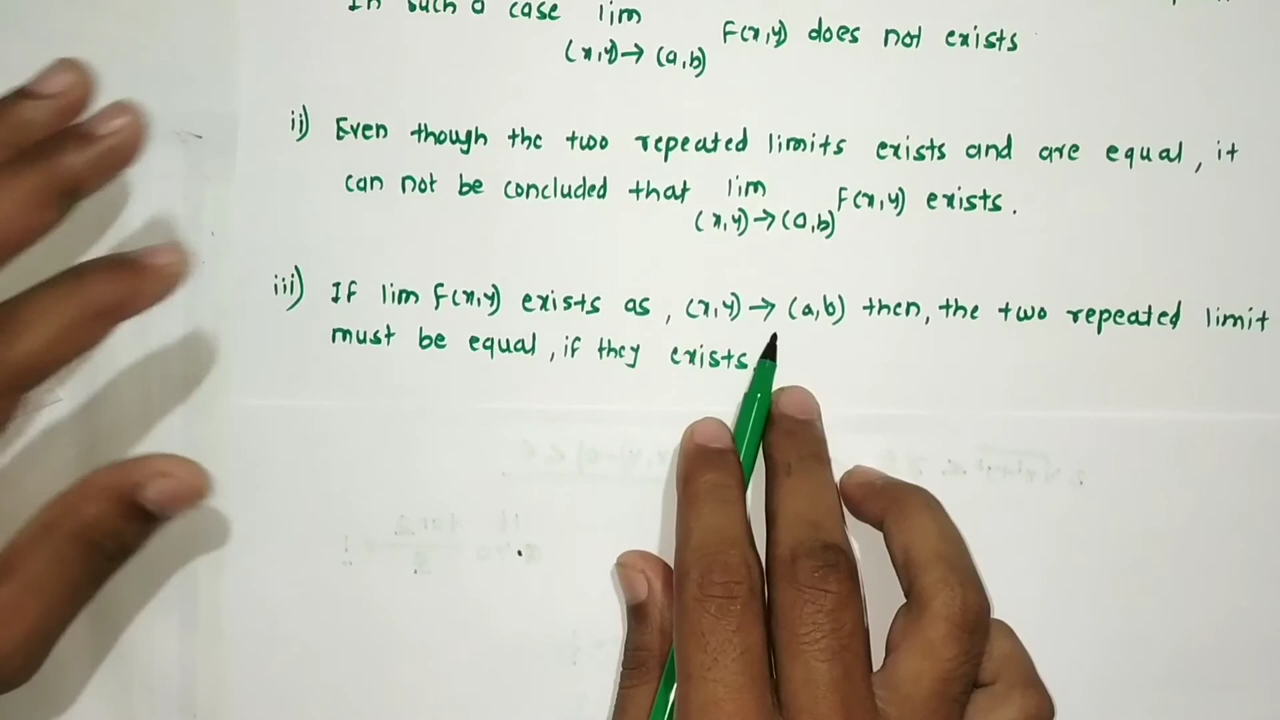 In such a case lim F(x,y) does not exists
(x,y)→(a,b)
ii) Even though the two repeated limits exists and are equal, it
can not be concluded that lim F(x,y) exists.
(x,y)→(a,b)
iii) If lim F(x,y) exists as, (x,y)→(a,b) then, the two repeated limit
must be equal, if they exists.